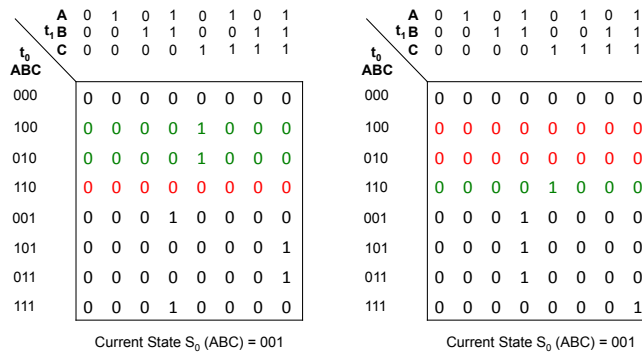 A 0 1 0 1 0 1 0 1
t1 B 0 0 1 1 0 0 1 1
C 0 0 0 0 1 1 1 1
t0
ABC
000 0 0 0 0 0 0 0 0
100 0 0 0 0 1 0 0 0
010 0 0 0 0 1 0 0 0
110 0 0 0 0 0 0 0 0
001 0 0 0 1 0 0 0 0
101 0 0 0 0 0 0 0 1
011 0 0 0 0 0 0 0 1
111 0 0 0 1 0 0 0 0
Current State S0 (ABC) = 001
A 0 1 0 1 0 1 0 1
t1 B 0 0 1 1 0 0 1 1
C 0 0 0 0 1 1 1 1
t0
ABC
000 0 0 0 0 0 0 0 0
100 0 0 0 0 0 0 0 0
010 0 0 0 0 0 0 0 0
110 0 0 0 0 1 0 0 0
001 0 0 0 1 0 0 0 0
101 0 0 0 1 0 0 0 0
011 0 0 0 1 0 0 0 0
111 0 0 0 0 0 0 0 1
Current State S0 (ABC) = 001